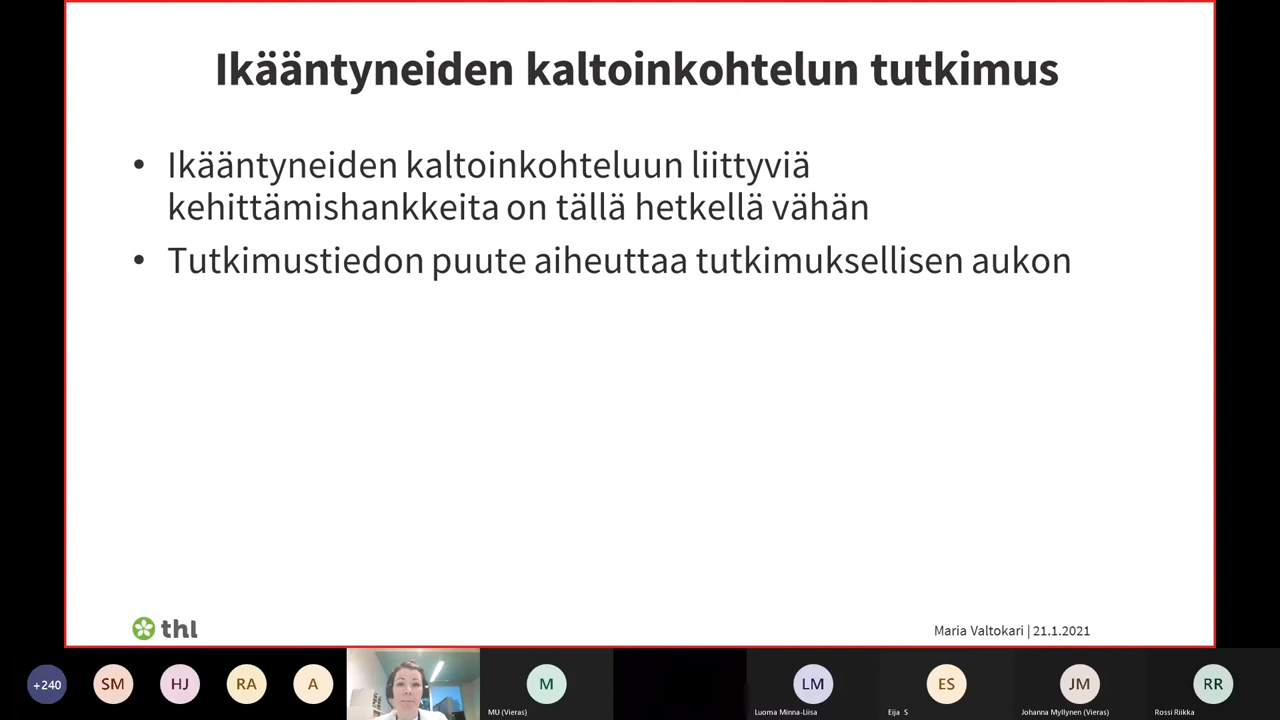 Ikääntyneiden kaltoinkohtelun tutkimus
• Ikääntyneiden kaltoinkohteluun liittyviä
kehittämishankkeita on tällä hetkellä vähän
• Tutkimustiedon puute aiheuttaa tutkimuksellisen aukon
thl
Maria Valtokari | 21.1.2021
+240
SM
HJ
RA
A
M
LM
ES
JM
RR
MU (Vieras)
Luoma Minna-Liisa
Eija S
Johanna Myllynen (Vieras)
Rossi Riikka